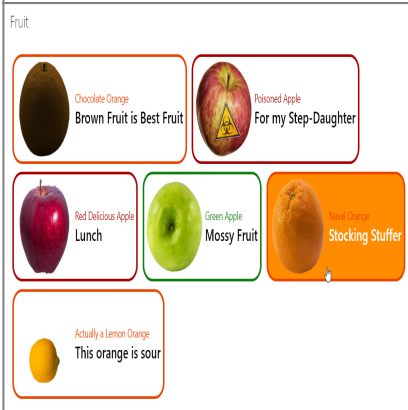 Fruit
Chocolate Orange
Brown Fruit is Best Fruit
Poisoned Apple
For my Step-Daughter
Red Delicious Apple
Lunch
Green Apple
Mossy Fruit
Navel Orange
Stocking Stuffer
Actually a Lemon Orange
This orange is sour